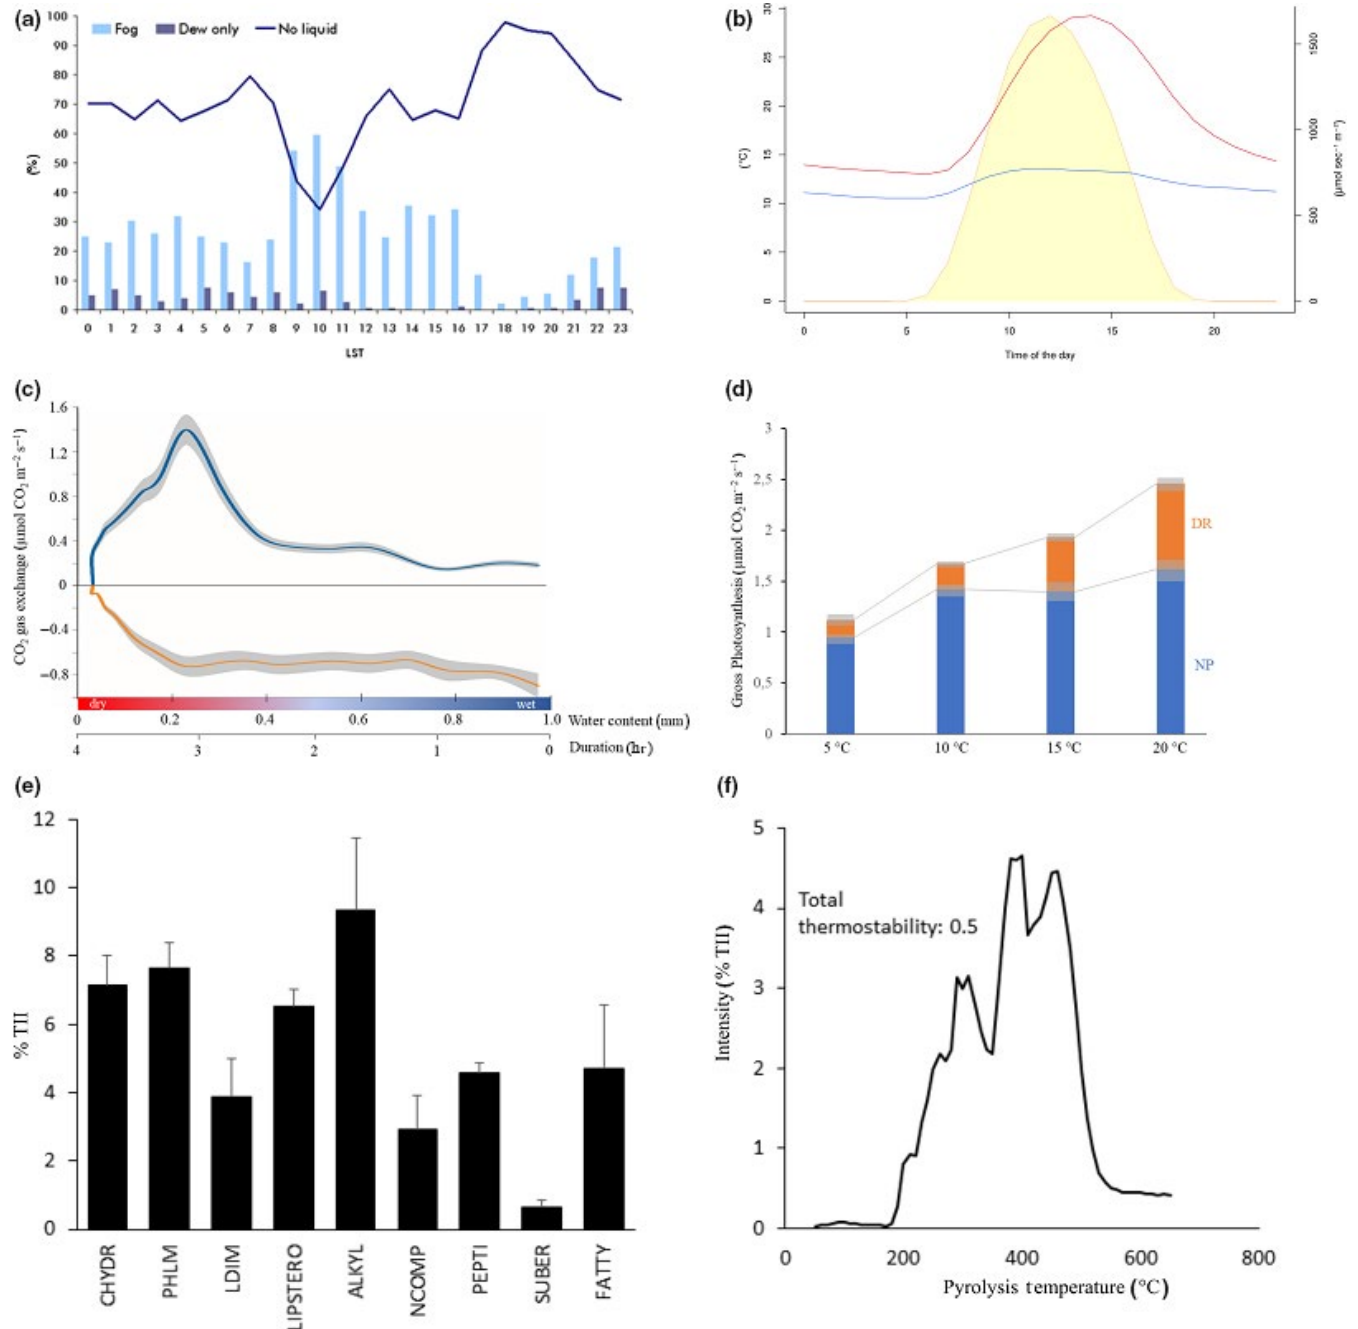 (a)
Fog Dew only No liquid
100
90
80
70
60
50
40
30
20
10
0
(%)
0 1 2 3 4 5 6 7 8 9 10 11 12 13 14 15 16 17 18 19 20 21 22 23
LST
(b)
30
25
20
15
10
5
0
(°C)
1500
1000
500
0
(μmol sec⁻¹ m⁻¹)
0 5 10 15 20
Time of the day
(c)
1.6
1.2
0.8
0.4
0
−0.4
−0.8
CO₂ gas exchange (μmol CO₂ m⁻² s⁻¹)
dry wet
0 0.2 0.4 0.6 0.8 1.0 Water content (mm)
4 3 2 1 0 Duration (hr)
(d)
3
2,5
2
1,5
1
0,5
0
Gross Photosynthesis (μmol CO₂ m⁻² s⁻¹)
DR
NP
5 °C 10 °C 15 °C 20 °C
(e)
12
10
8
6
4
2
0
% TII
CHYDR PHLM LDIM LIPSTERO ALKYL NCOMP PEPTI SUBER FATTY
(f)
5
4
3
2
1
0
Intensity (% TII)
Total
thermostability: 0.5
0 200 400 600 800
Pyrolysis temperature (°C)